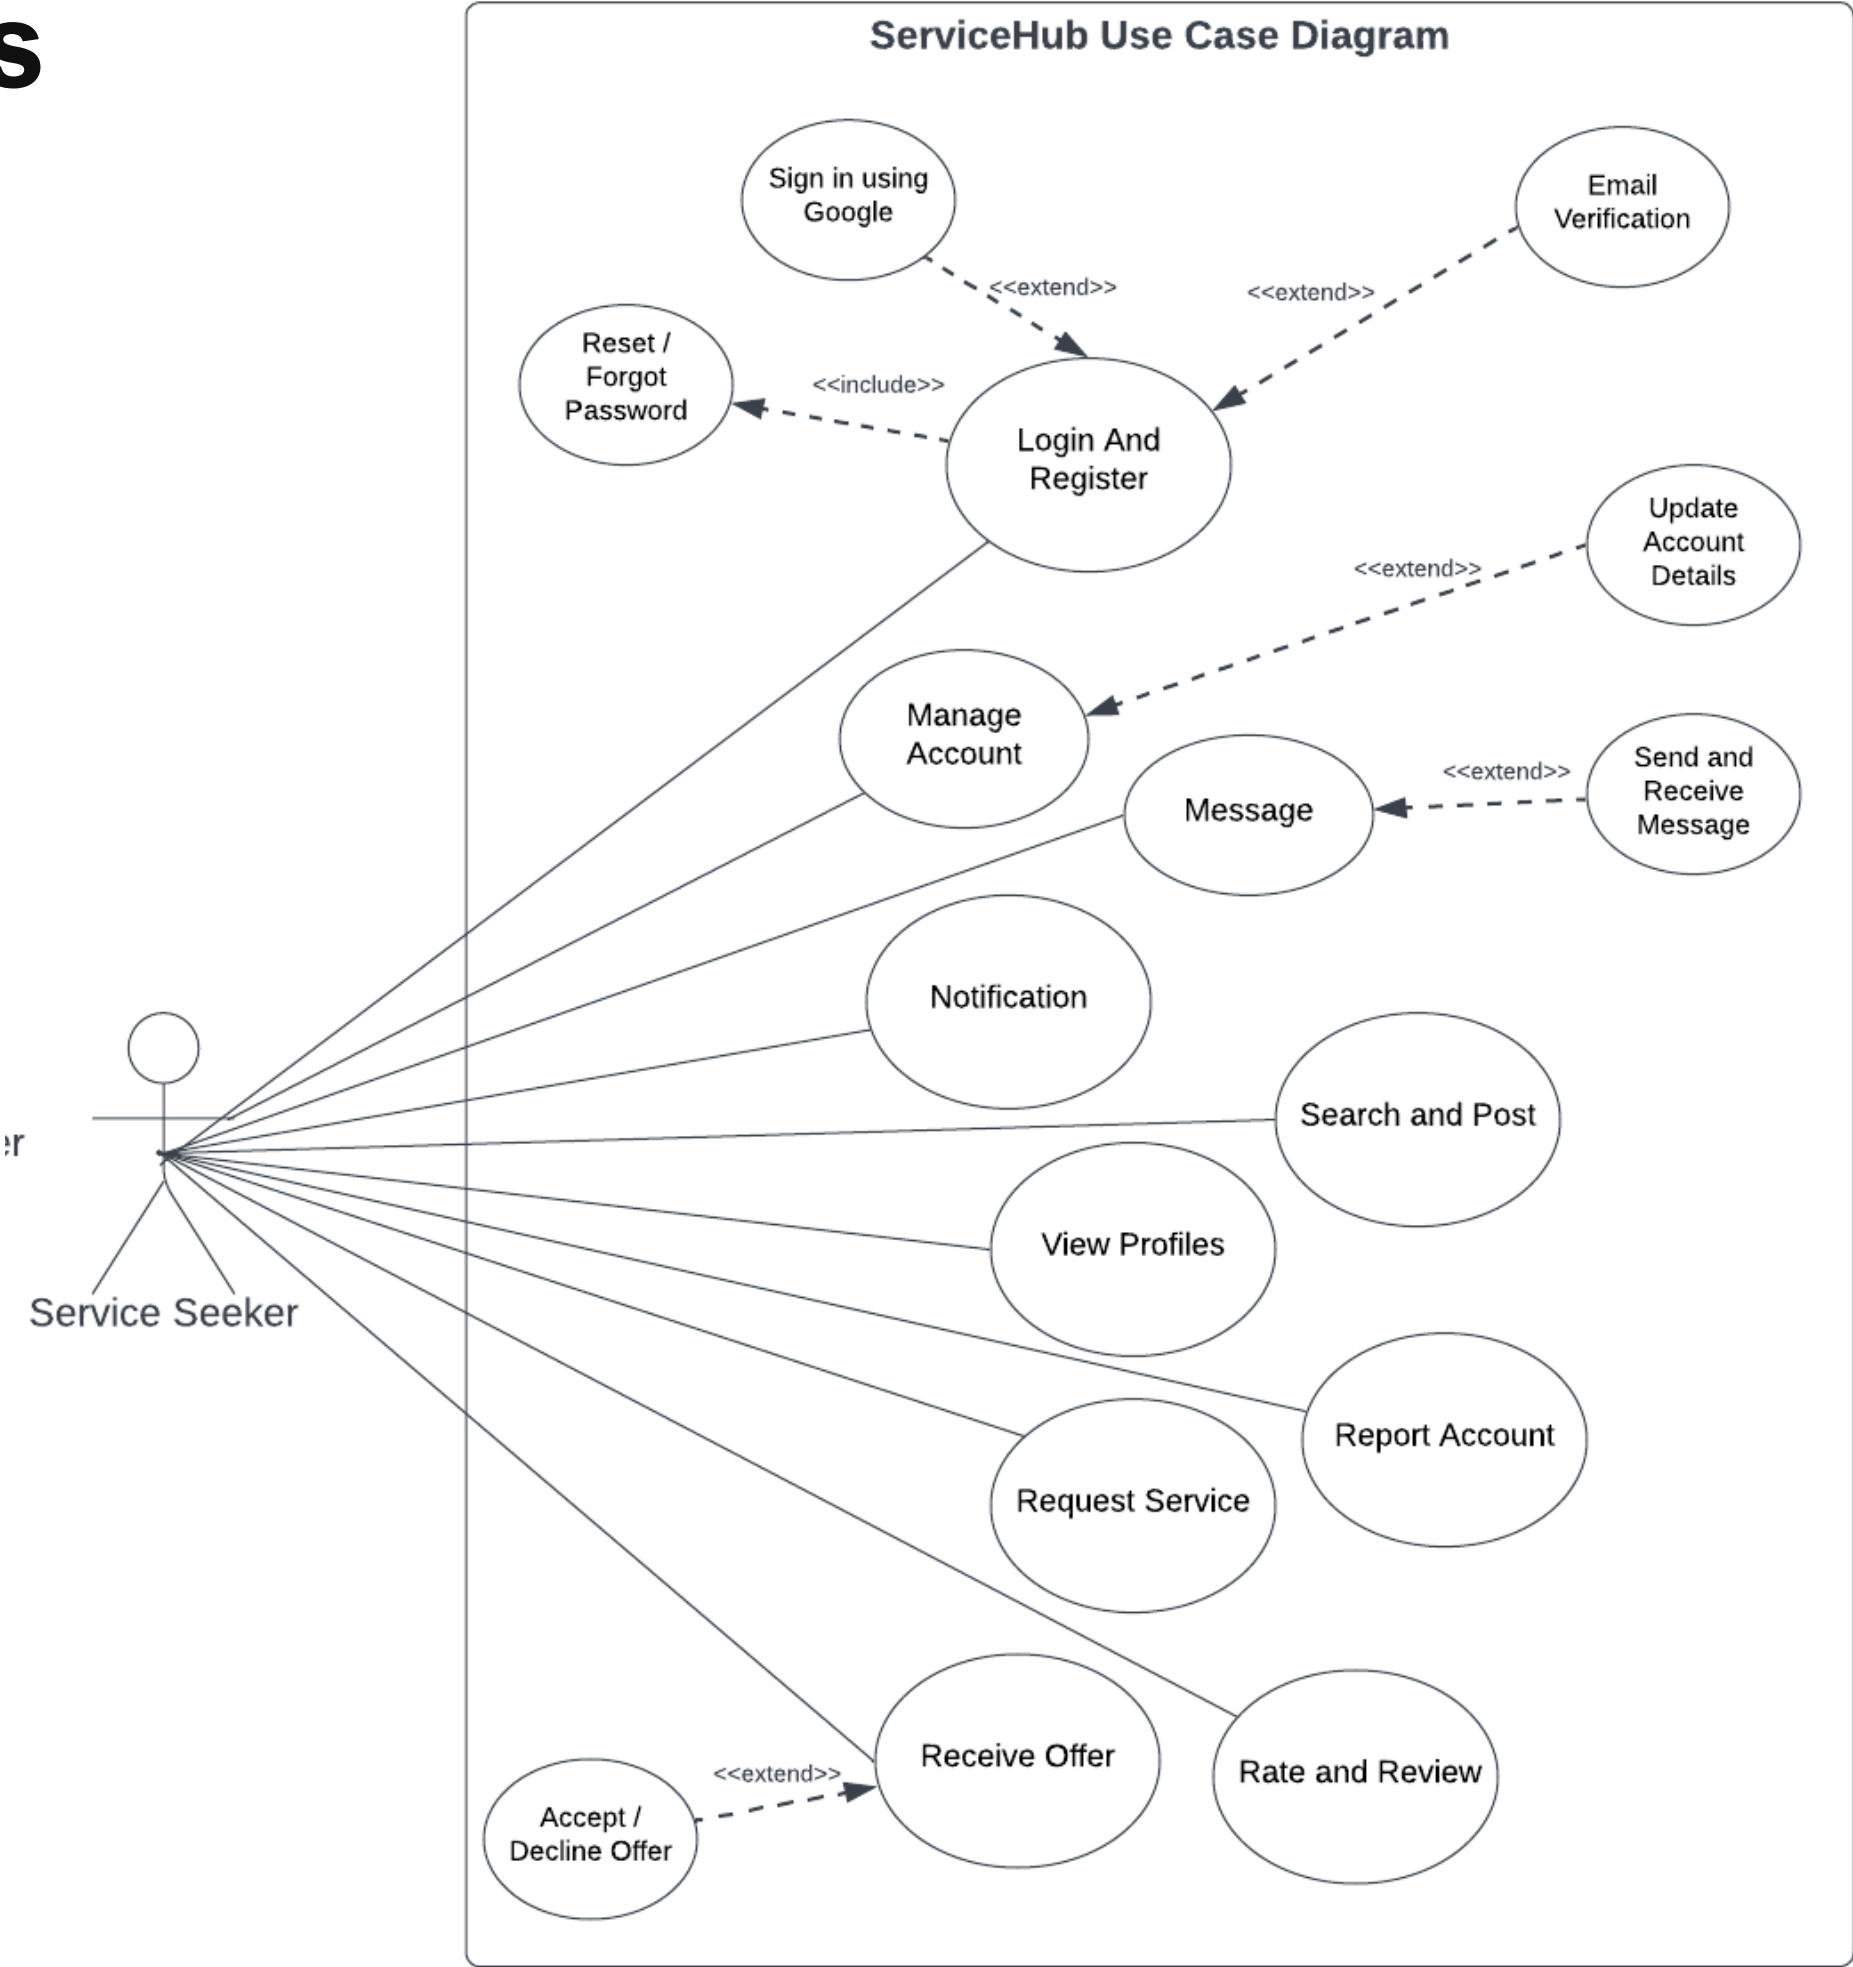 s
ServiceHub Use Case Diagram
Sign in using
Google
Email
Verification
<<extend>>
<<extend>>
Reset /
Forgot
Password
<<include>>
Login And
Register
Update
Account
Details
<<extend>>
Manage
Account
Message
<<extend>>
Send and
Receive
Message
Notification
Search and Post
er
View Profiles
Service Seeker
Report Account
Request Service
Receive Offer
Rate and Review
<<extend>>
Accept /
Decline Offer